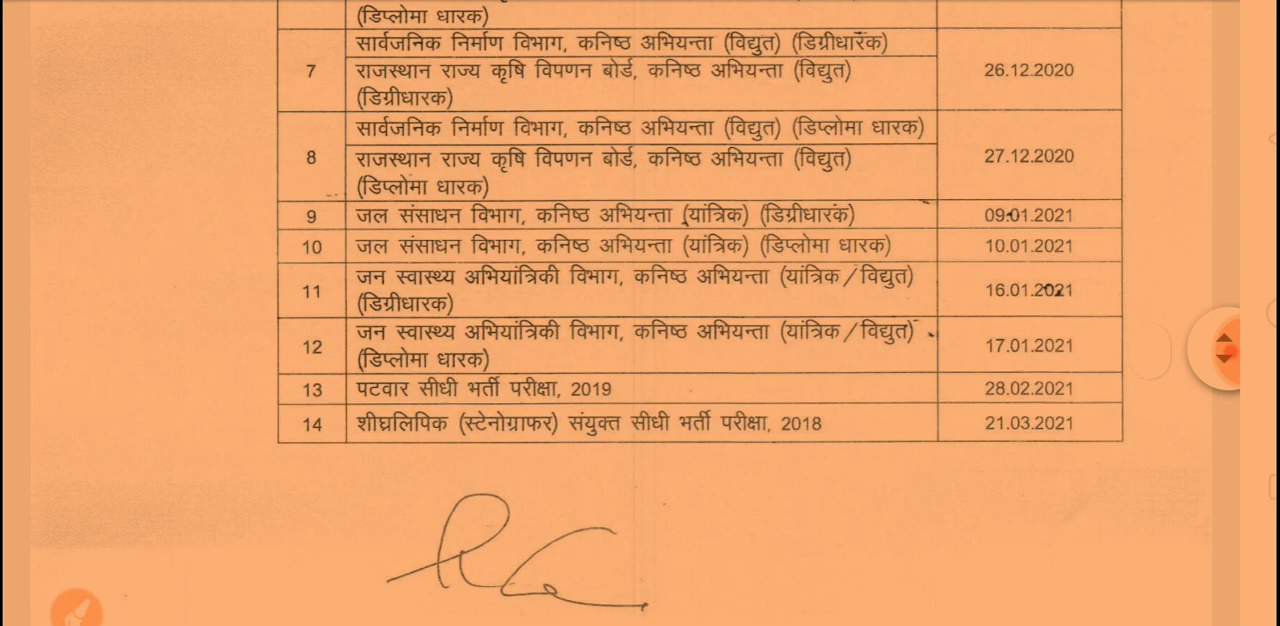 (डिप्लोमा धारक)
सार्वजनिक निर्माण विभाग, कनिष्ठ अभियन्ता (विद्युत) (डिग्रीधारक)
7 राजस्थान राज्य कृषि विपणन बोर्ड, कनिष्ठ अभियन्ता (विद्युत) 26.12.2020
(डिग्रीधारक)
सार्वजनिक निर्माण विभाग, कनिष्ठ अभियन्ता (विद्युत) (डिप्लोमा धारक)
8 राजस्थान राज्य कृषि विपणन बोर्ड, कनिष्ठ अभियन्ता (विद्युत) 27.12.2020
(डिप्लोमा धारक)
9 जल संसाधन विभाग, कनिष्ठ अभियन्ता (यांत्रिक) (डिग्रीधारक) 09.01.2021
10 जल संसाधन विभाग, कनिष्ठ अभियन्ता (यांत्रिक) (डिप्लोमा धारक) 10.01.2021
11 जन स्वास्थ्य अभियांत्रिकी विभाग, कनिष्ठ अभियन्ता (यांत्रिक/विद्युत) 16.01.2021
(डिग्रीधारक)
12 जन स्वास्थ्य अभियांत्रिकी विभाग, कनिष्ठ अभियन्ता (यांत्रिक/विद्युत) 17.01.2021
(डिप्लोमा धारक)
13 पटवार सीधी भर्ती परीक्षा, 2019 28.02.2021
14 शीघ्रलिपिक (स्टेनोग्राफर) संयुक्त सीधी भर्ती परीक्षा, 2018 21.03.2021